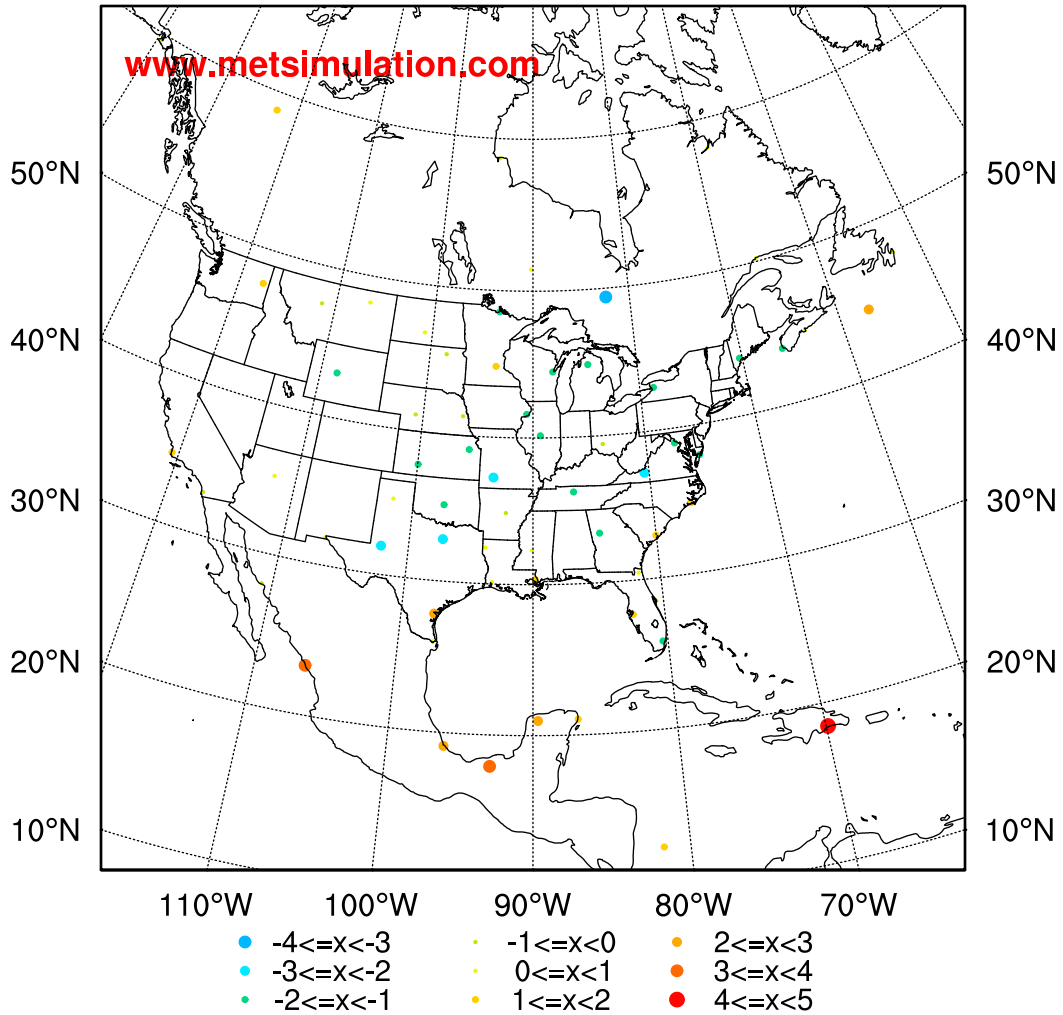 www.metsimulation.com
50°N 50°N
40°N 40°N
30°N 30°N
20°N 20°N
10°N 10°N
110°W 100°W 90°W 80°W 70°W
-4<=x<-3 -1<=x<0 2<=x<3
-3<=x<-2 0<=x<1 3<=x<4
-2<=x<-1 1<=x<2 4<=x<5